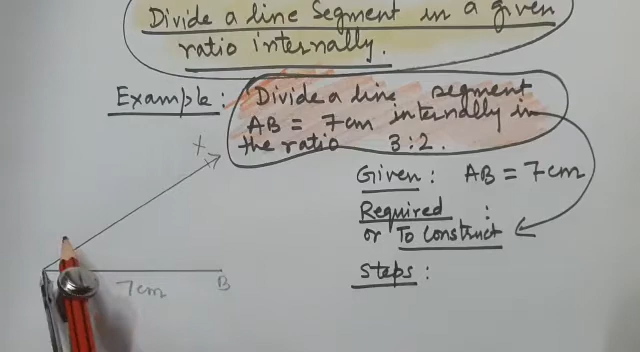 Divide a line Segment in a given
ratio internally.
Example: Divide a line segment
AB = 7cm internally in
the ratio 3:2.
X
Given: AB = 7cm
Required :
or To Construct
Steps:
7cm B